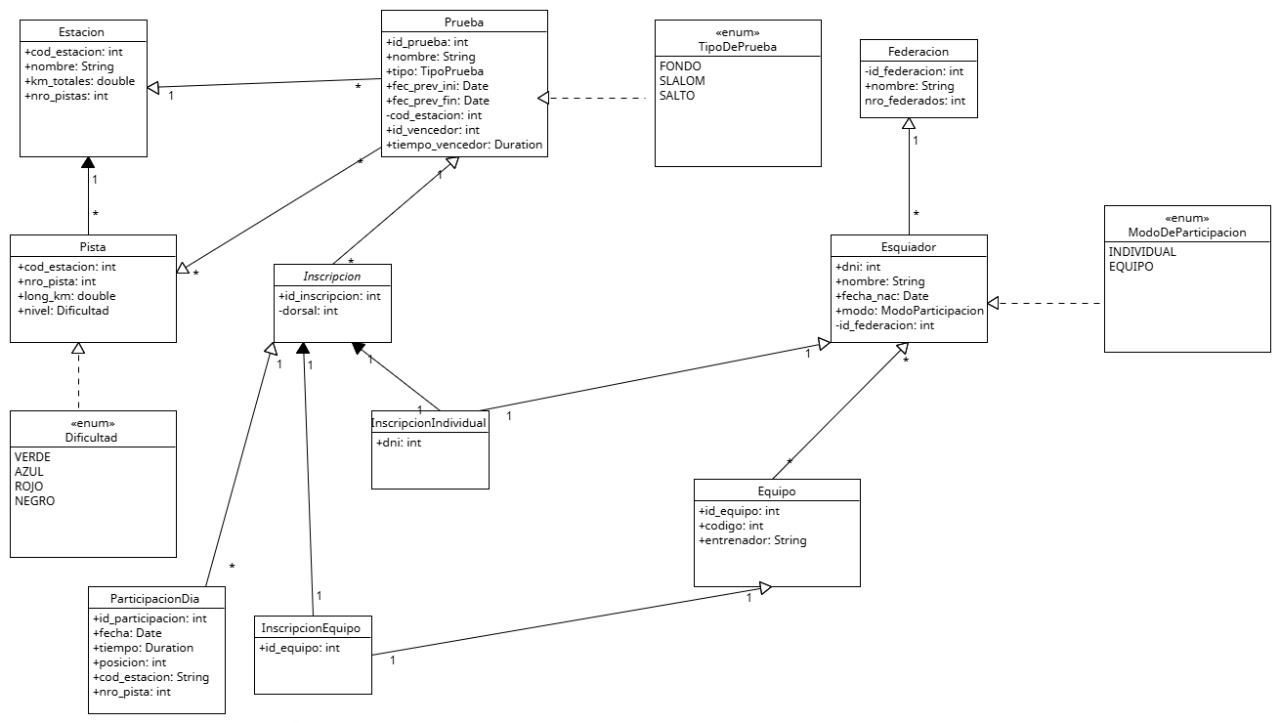 Estacion
+cod_estacion: int
+nombre: String
+km_totales: double
+nro_pistas: int
Prueba
+id_prueba: int
+nombre: String
+tipo: TipoPrueba
+fec_prev_ini: Date
+fec_prev_fin: Date
-cod_estacion: int
+id_vencedor: int
+tiempo_vencedor: Duration
«enum»
TipoDePrueba
FONDO
SLALOM
SALTO
Federacion
-id_federacion: int
+nombre: String
nro_federados: int
1
*
*
1
1
1
*
*
*
*
Pista
+cod_estacion: int
+nro_pista: int
+long_km: double
+nivel: Dificultad
Inscripcion
+id_inscripcion: int
-dorsal: int
Esquiador
+dni: int
+nombre: String
+fecha_nac: Date
+modo: ModoParticipacion
-id_federacion: int
«enum»
ModoDeParticipacion
INDIVIDUAL
EQUIPO
1
1
1
1
*
1
1
«enum»
Dificultad
VERDE
AZUL
ROJO
NEGRO
InscripcionIndividual
+dni: int
*
Equipo
+id_equipo: int
+codigo: int
+entrenador: String
*
1
1
1
ParticipacionDia
+id_participacion: int
+fecha: Date
+tiempo: Duration
+posicion: int
+cod_estacion: String
+nro_pista: int
InscripcionEquipo
+id_equipo: int